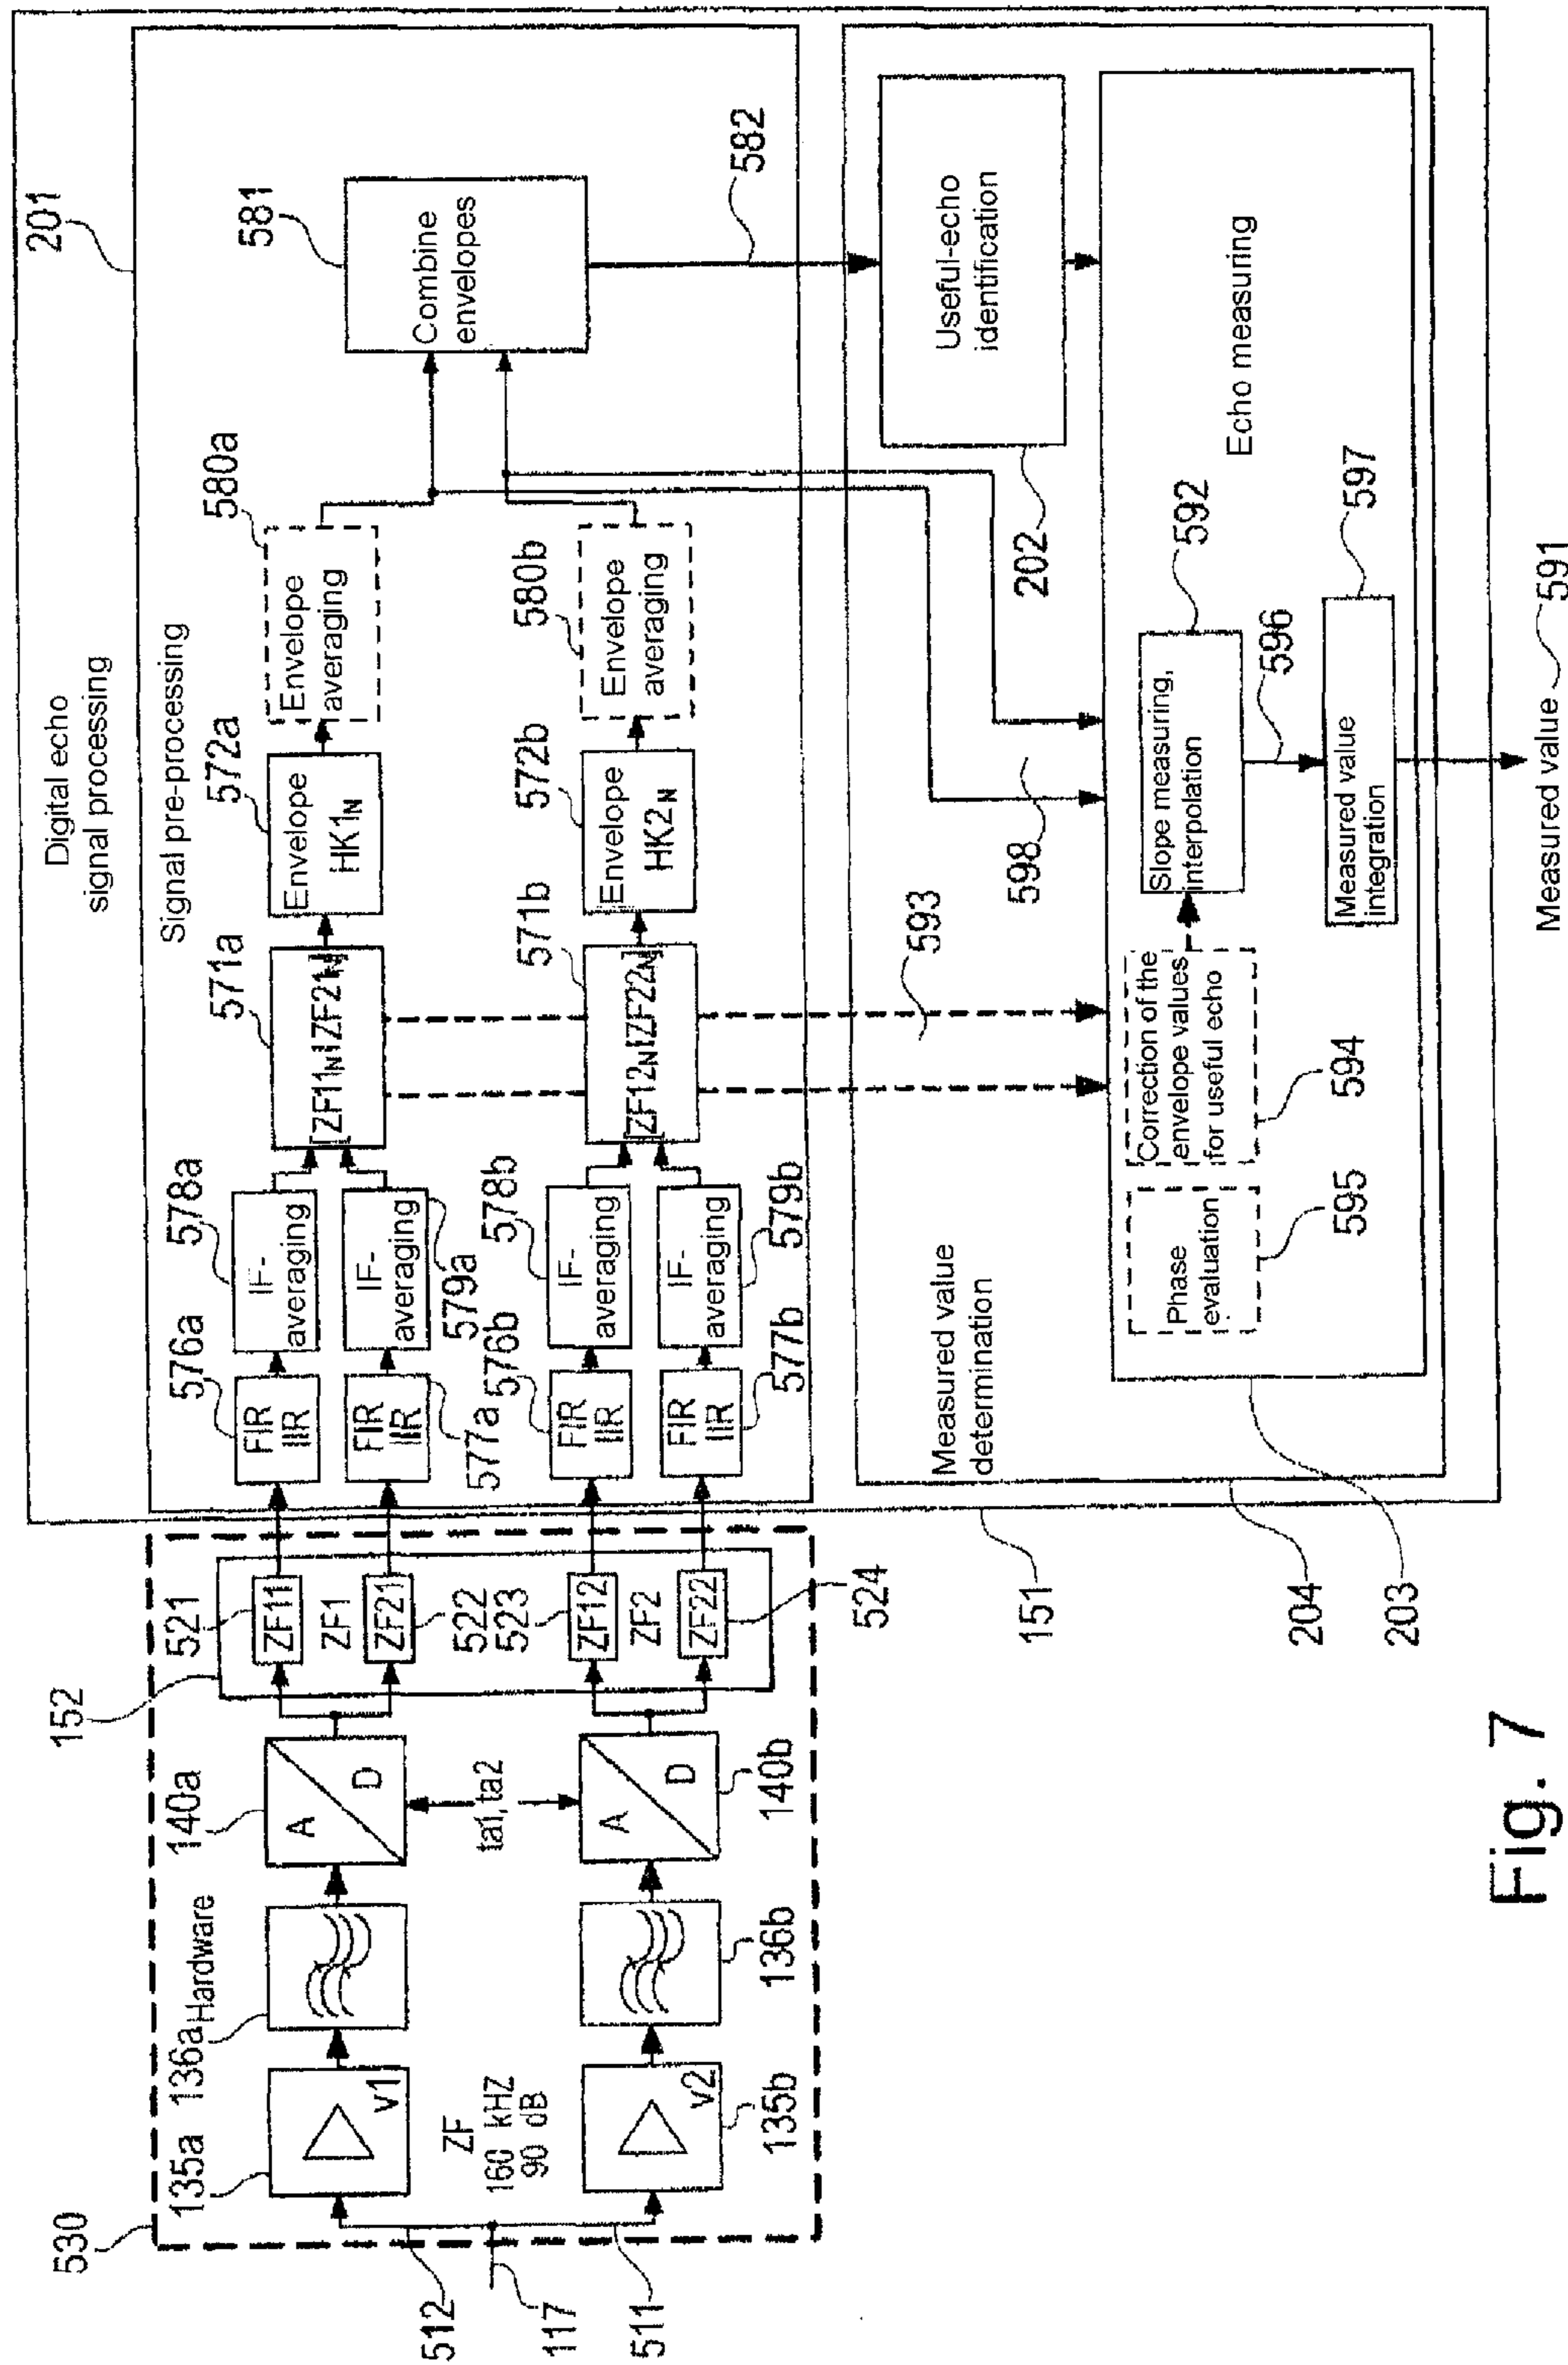 530
135a
136a
Hardware
140a
152
521
576a
578a
571a
572a
580a
581
201
Digital echo
signal processing
Signal pre-processing
v1
A
D
ZF11
ZF1
ZF21
522
523
FIR
IIR
IF-
averaging
FIR
IIR
577a
IF-
averaging
579a
[ZF11N|ZF21N]
Envelope
HK1N
Envelope
averaging
Combine
envelopes
582
512
117
511
ZF
160 kHZ
90 dB
ta1,ta2
v2
135b
136b
A
D
140b
ZF12
ZF2
ZF22
524
576b
578b
571b
572b
580b
FIR
IIR
IF-
averaging
FIR
IIR
577b
IF-
averaging
579b
[ZF12N|ZF22N]
Envelope
HK2N
Envelope
averaging
593
598
202
Useful-echo
identification
Measured value
determination
Echo measuring
Phase
evaluation
595
Correction of the
envelope values
for useful echo
594
Slope measuring,
interpolation
592
596
Measured value
integration
597
151
204
203
Measured value
591
Fig. 7